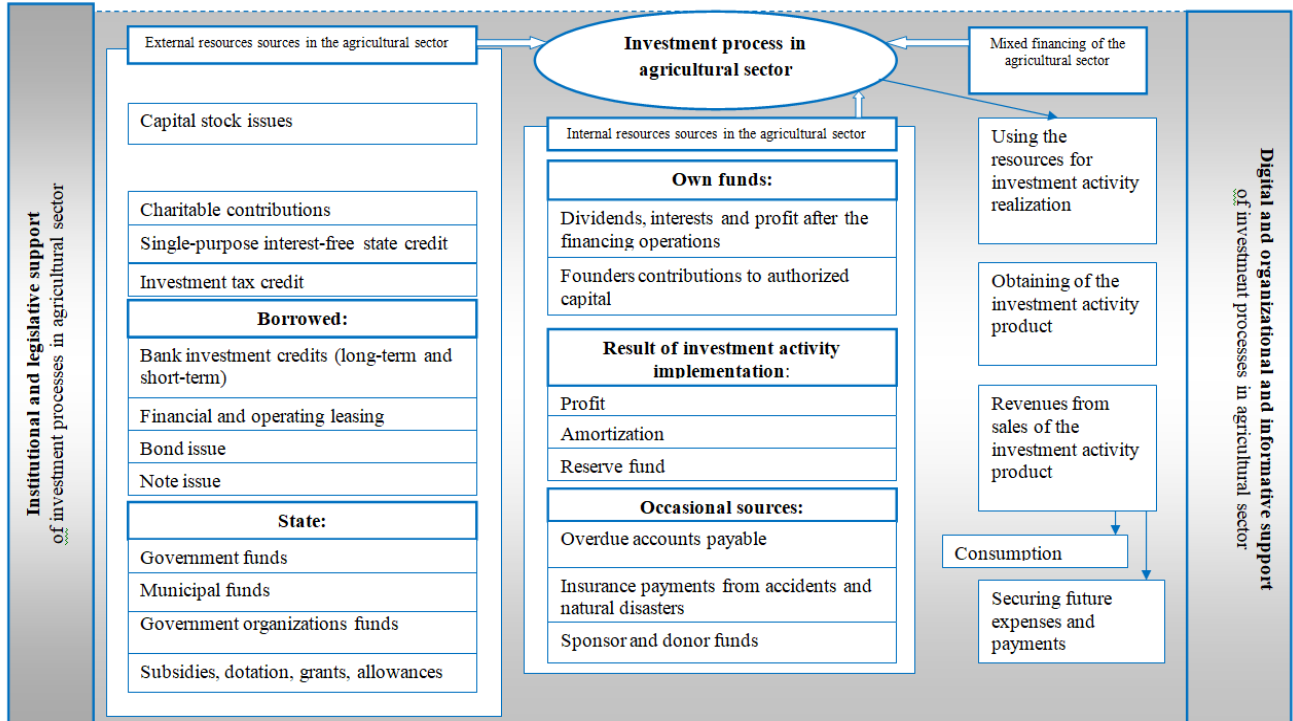 Institutional and legislative support
of investment processes in agricultural sector
External resources sources in the agricultural sector
Capital stock issues
Charitable contributions
Single-purpose interest-free state credit
Investment tax credit
Borrowed:
Bank investment credits (long-term and
short-term)
Financial and operating leasing
Bond issue
Note issue
State:
Government funds
Municipal funds
Government organizations funds
Subsidies, dotation, grants, allowances
Investment process in
agricultural sector
Internal resources sources in the agricultural sector
Own funds:
Dividends, interests and profit after the
financing operations
Founders contributions to authorized
capital
Result of investment activity
implementation:
Profit
Amortization
Reserve fund
Occasional sources:
Overdue accounts payable
Insurance payments from accidents and
natural disasters
Sponsor and donor funds
Mixed financing of the
agricultural sector
Using the
resources for
investment activity
realization
Obtaining of the
investment activity
product
Revenues from
sales of the
investment activity
product
Consumption
Securing future
expenses and
payments
Digital and organizational and informative support
of investment processes in agricultural sector